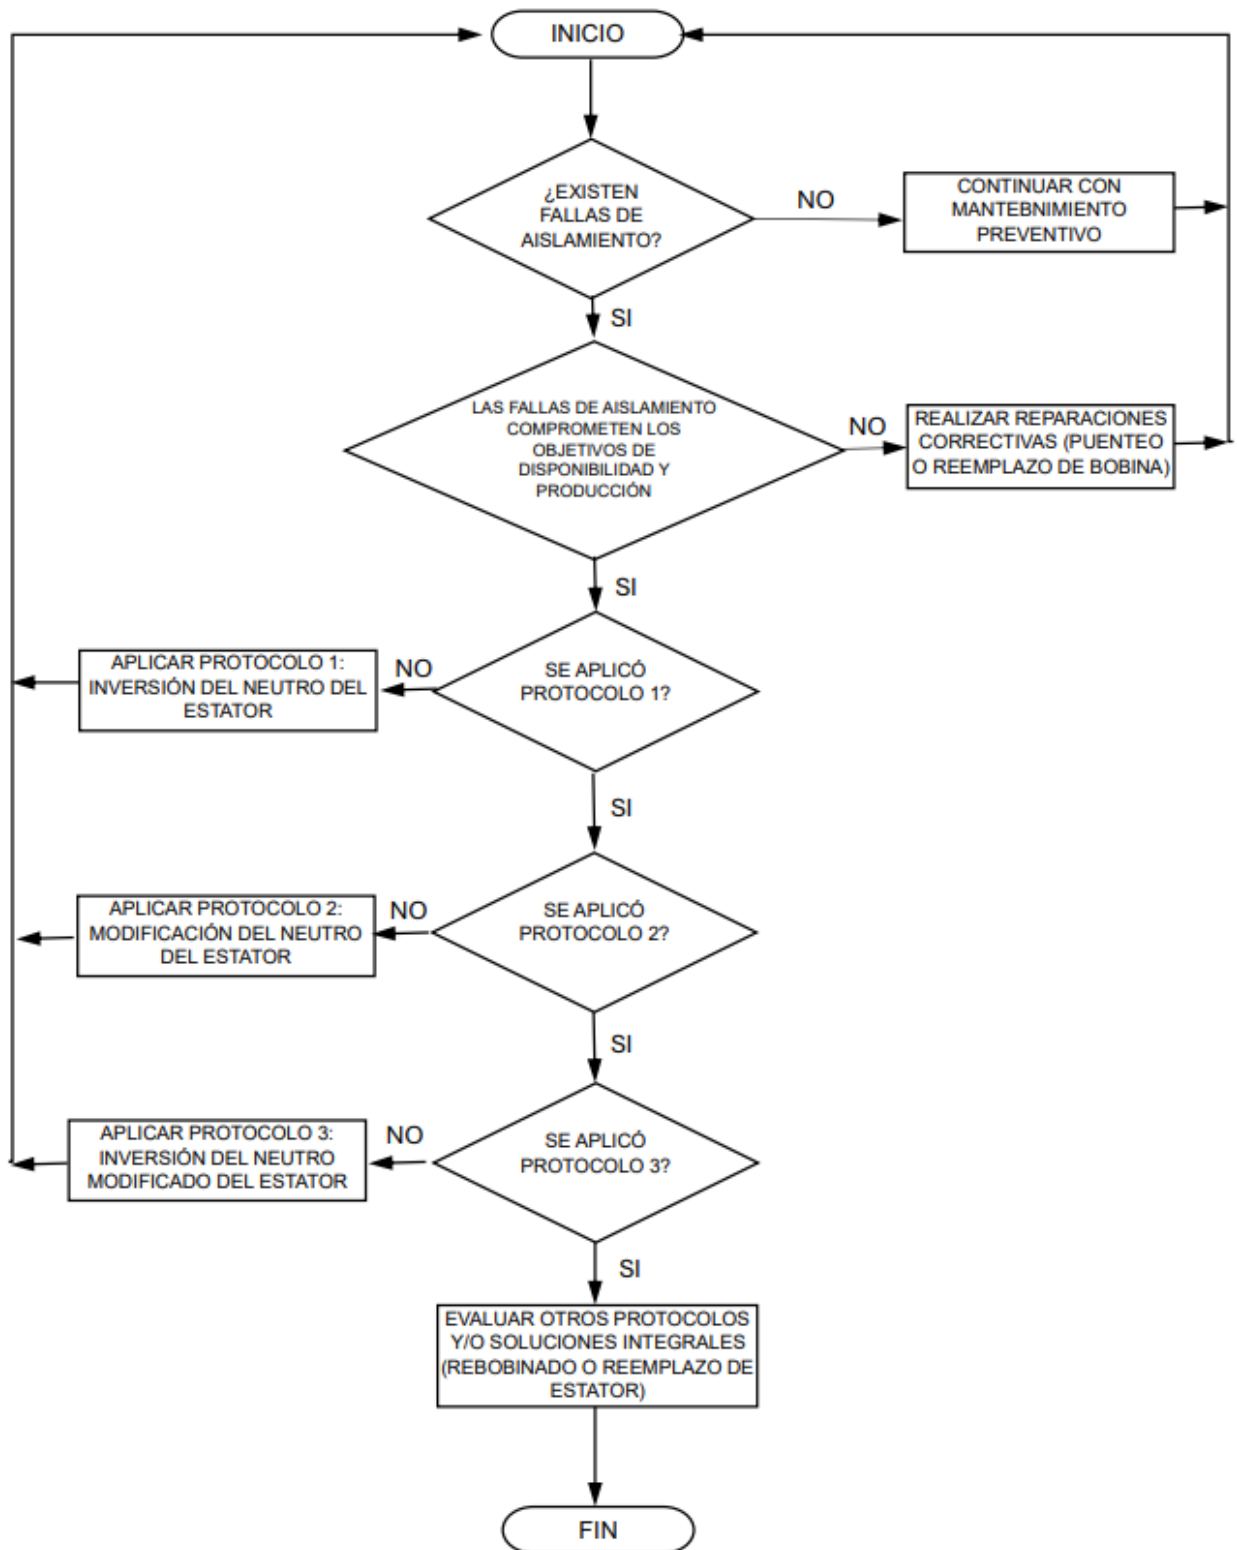 INICIO
¿EXISTEN
FALLAS DE
AISLAMIENTO?
NO
CONTINUAR CON
MANTEBNIMIENTO
PREVENTIVO
SI
LAS FALLAS DE AISLAMIENTO
COMPROMETEN LOS
OBJETIVOS DE
DISPONIBILIDAD Y
PRODUCCIÓN
NO
REALIZAR REPARACIONES
CORRECTIVAS (PUENTEO
O REEMPLAZO DE BOBINA)
SI
SE APLICÓ
PROTOCOLO 1?
NO
APLICAR PROTOCOLO 1:
INVERSIÓN DEL NEUTRO DEL
ESTATOR
SI
SE APLICÓ
PROTOCOLO 2?
NO
APLICAR PROTOCOLO 2:
MODIFICACIÓN DEL NEUTRO
DEL ESTATOR
SI
SE APLICÓ
PROTOCOLO 3?
NO
APLICAR PROTOCOLO 3:
INVERSIÓN DEL NEUTRO
MODIFICADO DEL ESTATOR
SI
EVALUAR OTROS PROTOCOLOS
Y/O SOLUCIONES INTEGRALES
(REBOBINADO O REEMPLAZO DE
ESTATOR)
FIN